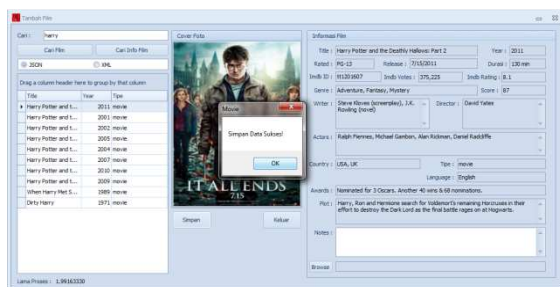 Tambah Film
Cari : harry
Cari Film Cari Info Film
JSON XML
Drag a column header here to group by that column
Title Year Tipe
Harry Potter and t... 2011 movie
Harry Potter and t... 2001 movie
Harry Potter and t... 2002 movie
Harry Potter and t... 2005 movie
Harry Potter and t... 2004 movie
Harry Potter and t... 2007 movie
Harry Potter and t... 2010 movie
Harry Potter and t... 2009 movie
When Harry Met S... 1989 movie
Dirty Harry 1971 movie
Lama Proses : 1.99163330
Cover Foto
IT ALL ENDS
7.15
Movie
Simpan Data Sukses!
OK
Simpan Keluar
Informasi Film
Title : Harry Potter and the Deathly Hallows: Part 2 Year : 2011
Rated : PG-13 Release : 7/15/2011 Durasi : 130 min
Imdb ID : tt1201607 Imdb Votes : 375,225 Imdb Rating : 8.1
Genre : Adventure, Fantasy, Mystery Score : 87
Writer : Steve Kloves (screenplay), J.K. Rowling (novel) Director : David Yates
Actors : Ralph Fiennes, Michael Gambon, Alan Rickman, Daniel Radcliffe
Country : USA, UK Tipe : movie
Language : English
Awards : Nominated for 3 Oscars. Another 40 wins & 68 nominations.
Plot : Harry, Ron and Hermione search for Voldemort's remaining Horcruxes in their
effort to destroy the Dark Lord as the final battle rages on at Hogwarts.
Notes :
Browse